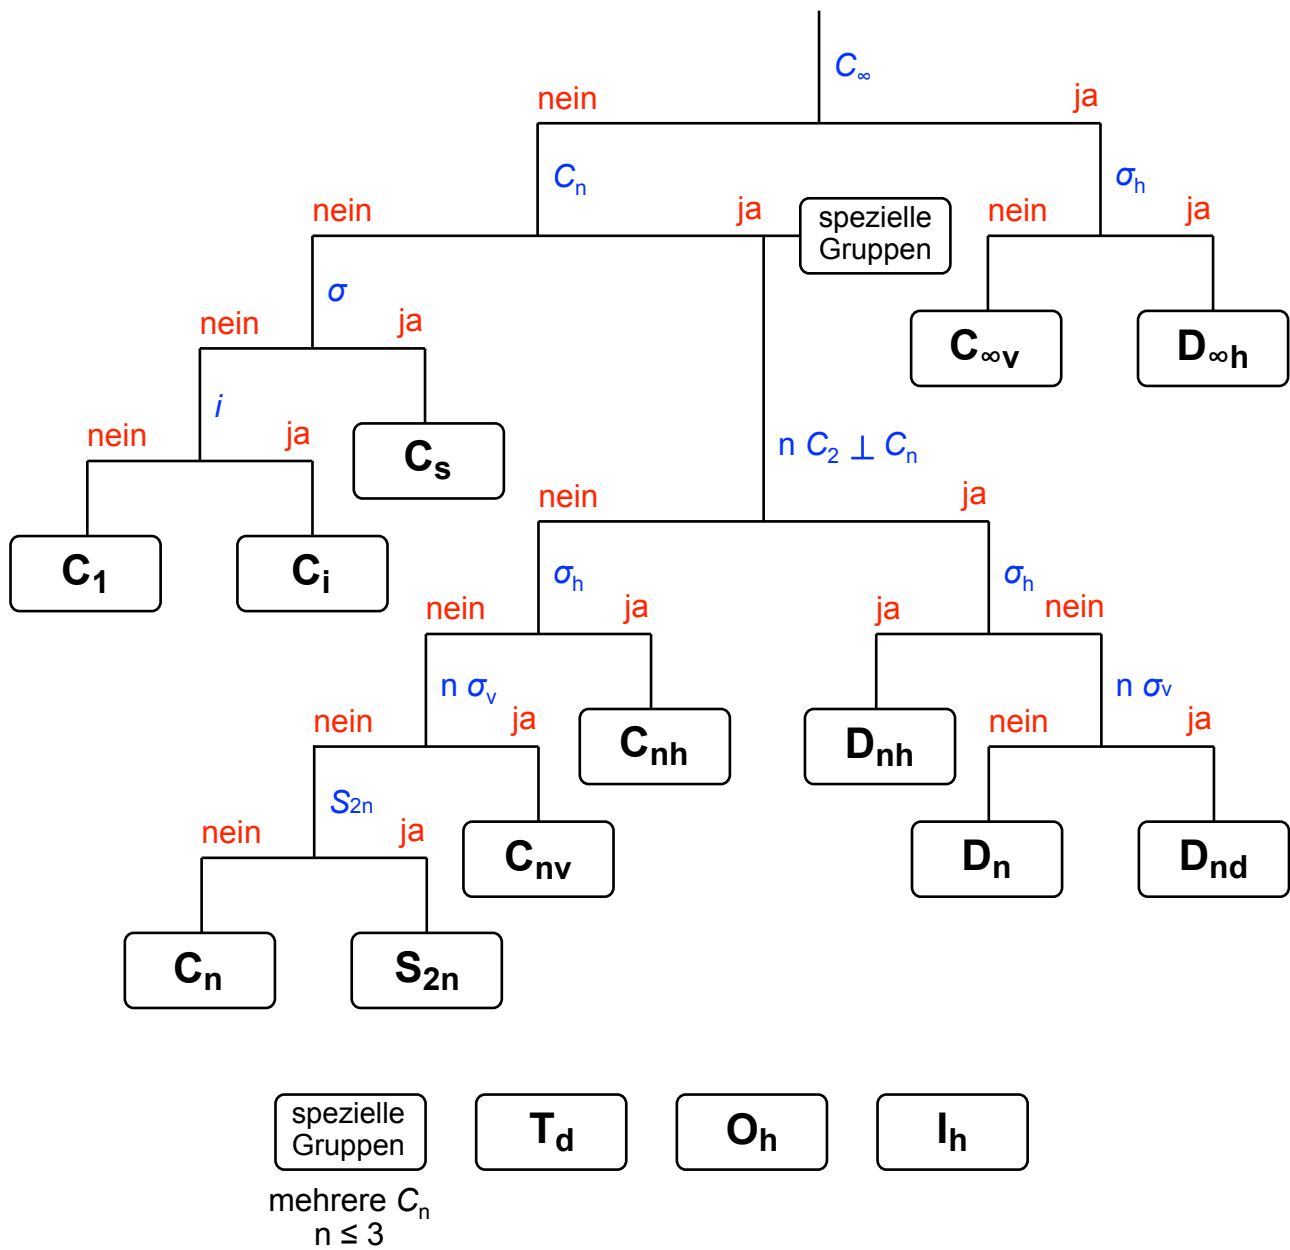 C∞
nein
ja
Cn
σh
nein
ja
spezielle
Gruppen
nein
ja
σ
nein
ja
C∞v
D∞h
i
nein
ja
Cs
n C2 ⊥ Cn
nein
ja
C1
Ci
σh
σh
nein
ja
ja
nein
n σv
n σv
nein
ja
Cnh
Dnh
nein
ja
S2n
nein
ja
Cnv
Dn
Dnd
Cn
S2n
spezielle
Gruppen
Td
Oh
Ih
mehrere Cn
n ≤ 3